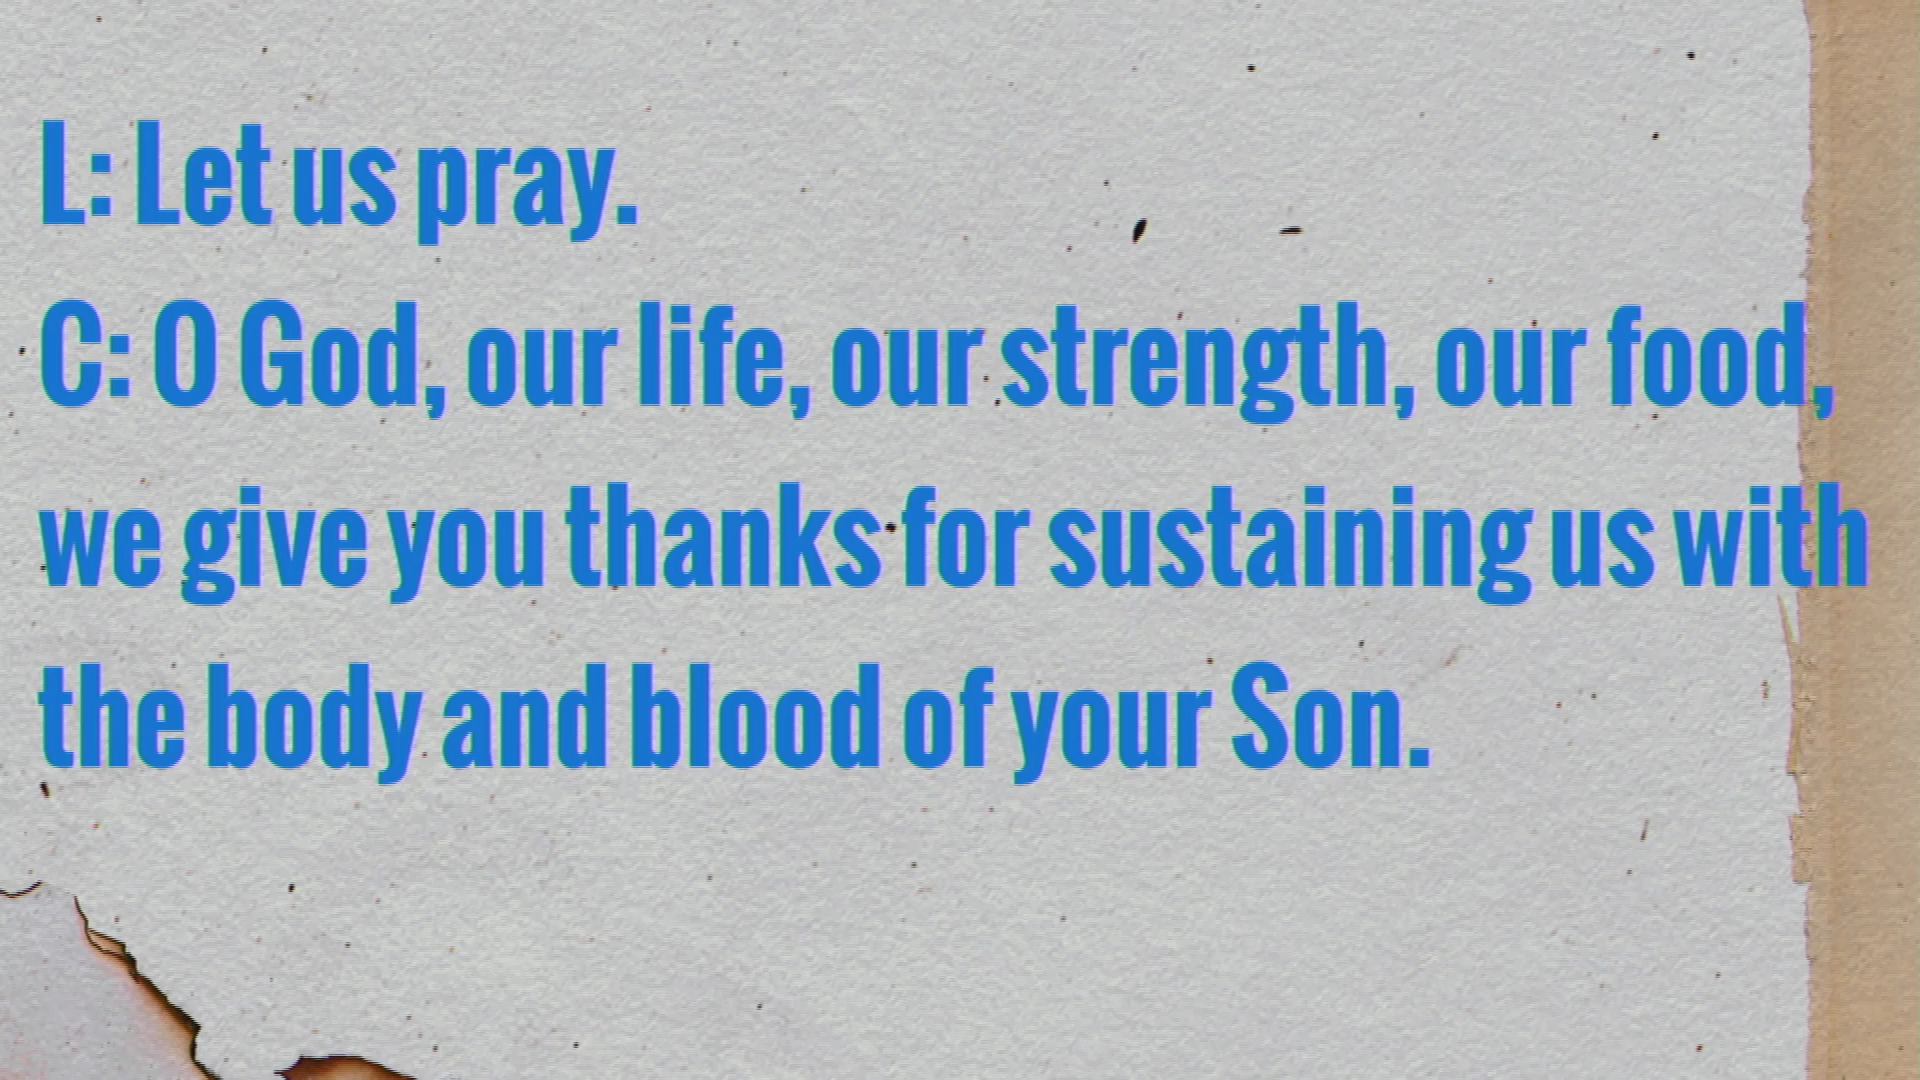 L: Let us pray.
C: O God, our life, our strength, our food,
we give you thanks for sustaining us with
the body and blood of your Son.